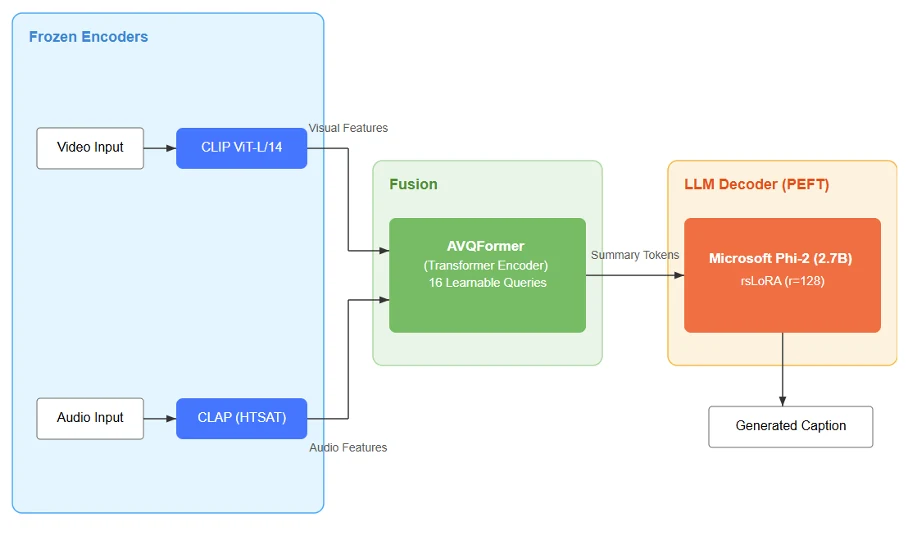 Frozen Encoders
Video Input
CLIP ViT-L/14
Visual Features
Audio Input
CLAP (HTSAT)
Audio Features
Fusion
AVQFormer
(Transformer Encoder)
16 Learnable Queries
Summary Tokens
LLM Decoder (PEFT)
Microsoft Phi-2 (2.7B)
rsLoRA (r=128)
Generated Caption